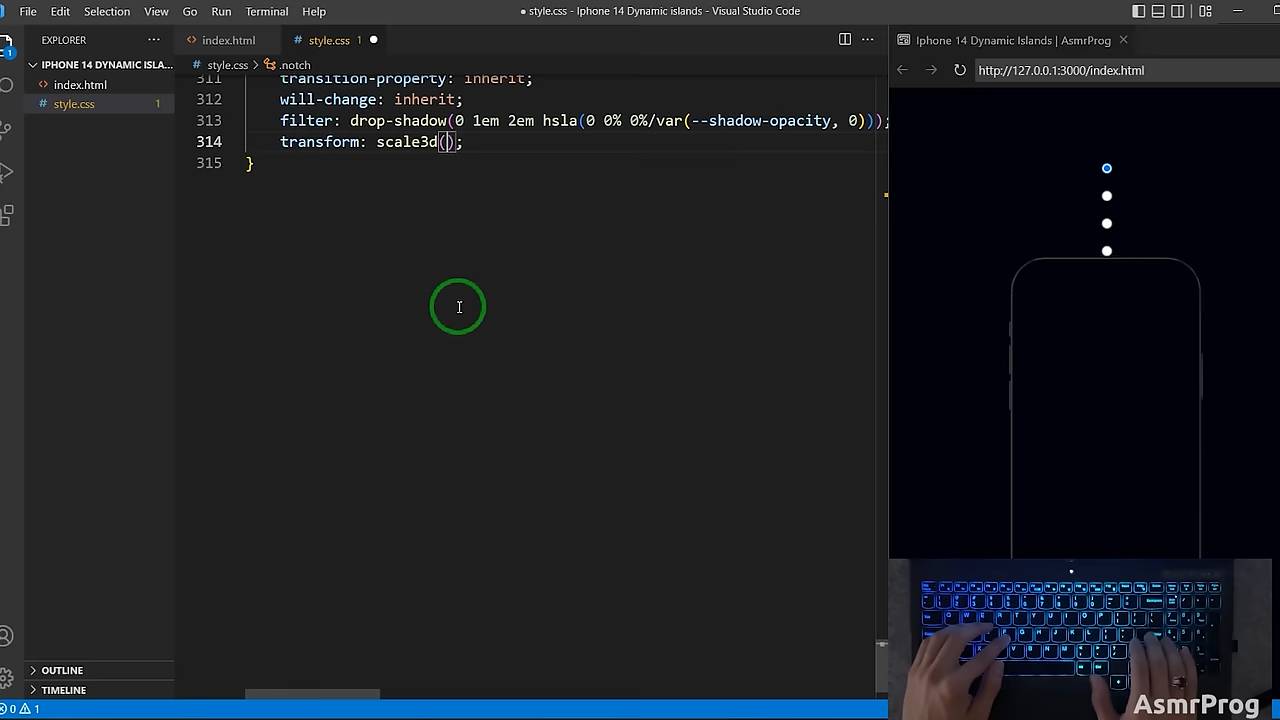 File Edit Selection View Go Run Terminal Help
● style.css - Iphone 14 Dynamic islands - Visual Studio Code
EXPLORER
IPHONE 14 DYNAMIC ISLA...
index.html
style.css 1
OUTLINE
TIMELINE
index.html
style.css 1
style.css > .notch
311 transition-property: inherit;
312 will-change: inherit;
313 filter: drop-shadow(0 1em 2em hsla(0 0% 0%/var(--shadow-opacity, 0)));
314 transform: scale3d();
315 }
Iphone 14 Dynamic Islands | AsmrProg
http://127.0.0.1:3000/index.html
1
0 1
AsmrProg